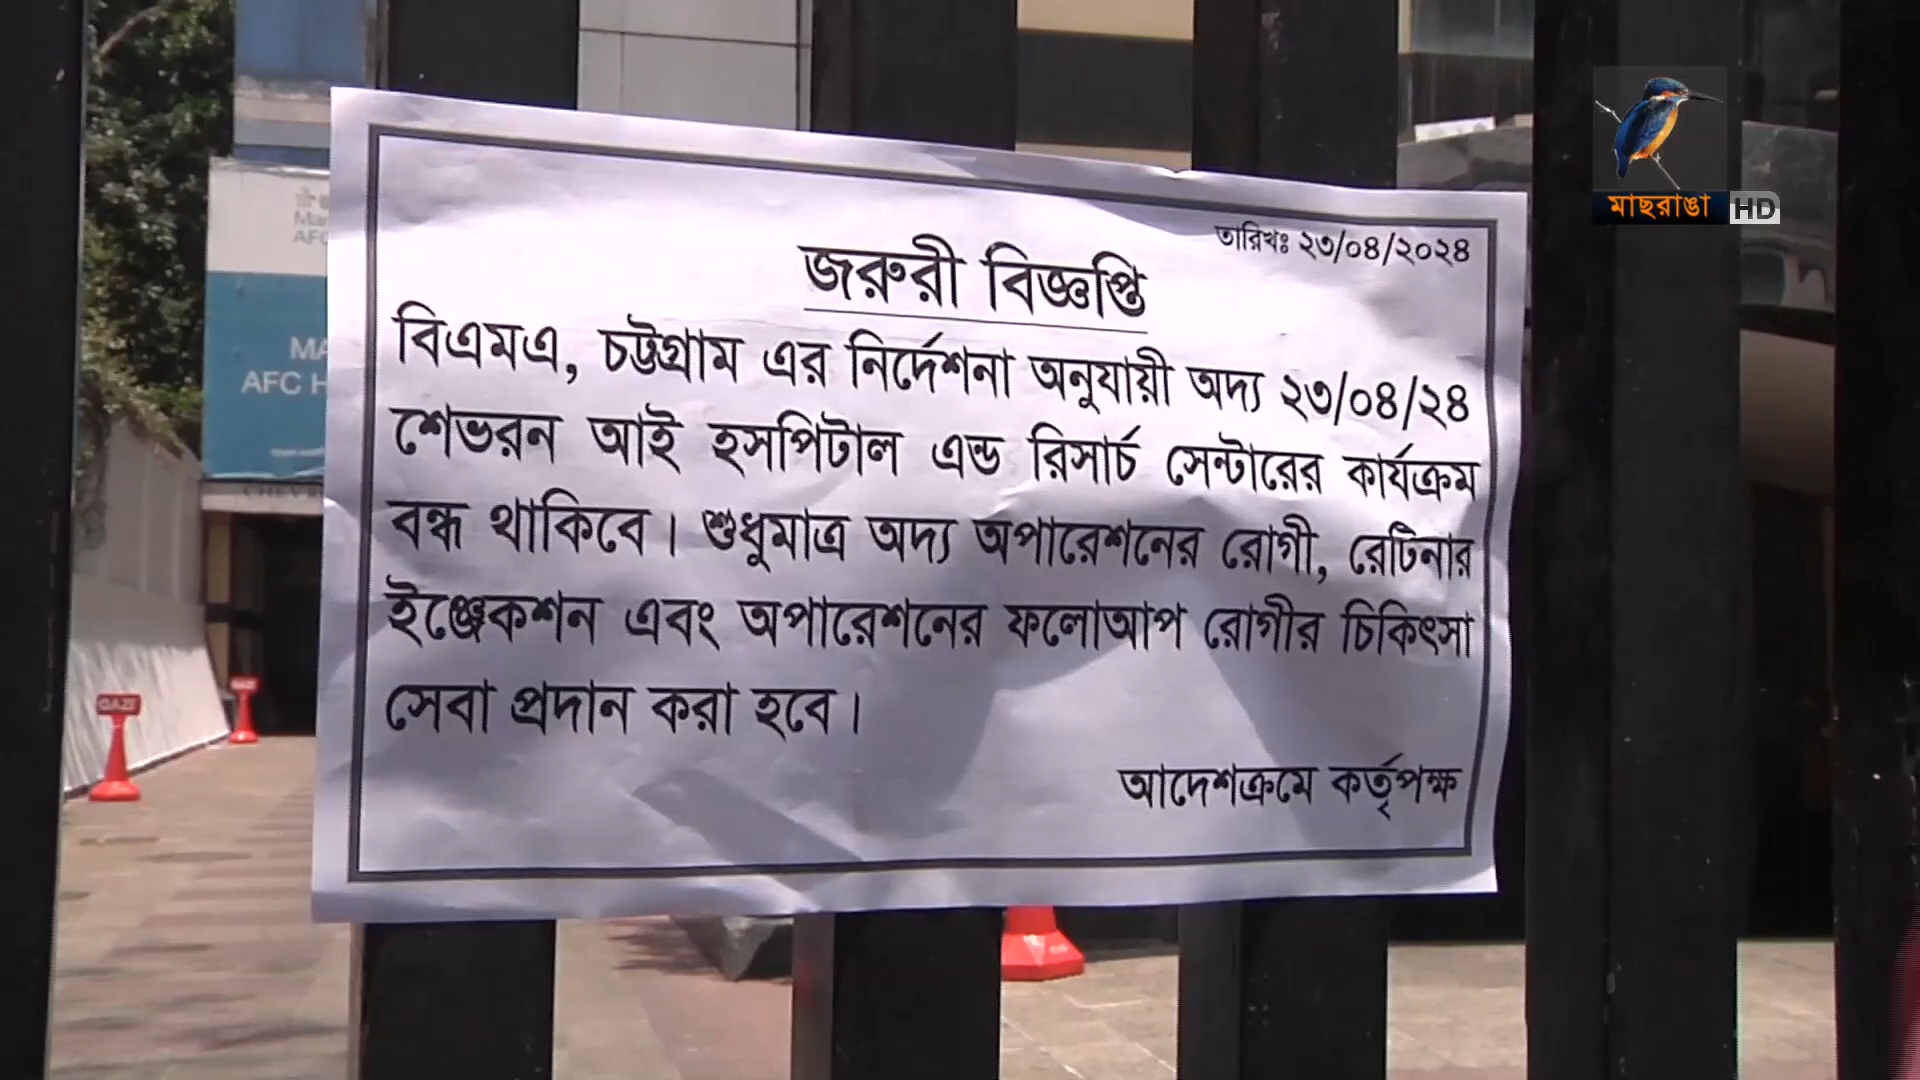 মাছরাঙা HD
তারিখঃ ২৩/০৪/২০২৪
জরুরী বিজ্ঞপ্তি
বিএমএ, চট্টগ্রাম এর নির্দেশনা অনুযায়ী অদ্য ২৩/০৪/২৪
শেভরন আই হসপিটাল এন্ড রিসার্চ সেন্টারের কার্যক্রম
বন্ধ থাকিবে। শুধুমাত্র অদ্য অপারেশনের রোগী, রেটিনার
ইঞ্জেকশন এবং অপারেশনের ফলোআপ রোগীর চিকিৎসা
সেবা প্রদান করা হবে।
আদেশক্রমে কর্তৃপক্ষ
MA
AFC H
GAZI